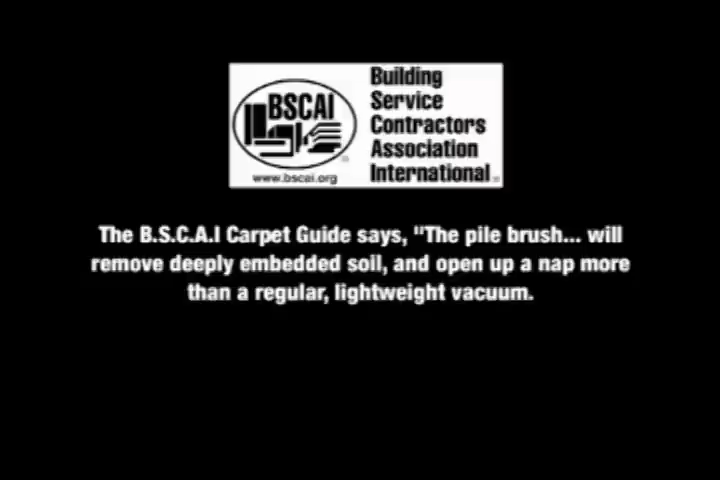 BSCAI
www.bscai.org
Building
Service
Contractors
Association
International
The B.S.C.A.I Carpet Guide says, "The pile brush... will
remove deeply embedded soil, and open up a nap more
than a regular, lightweight vacuum.